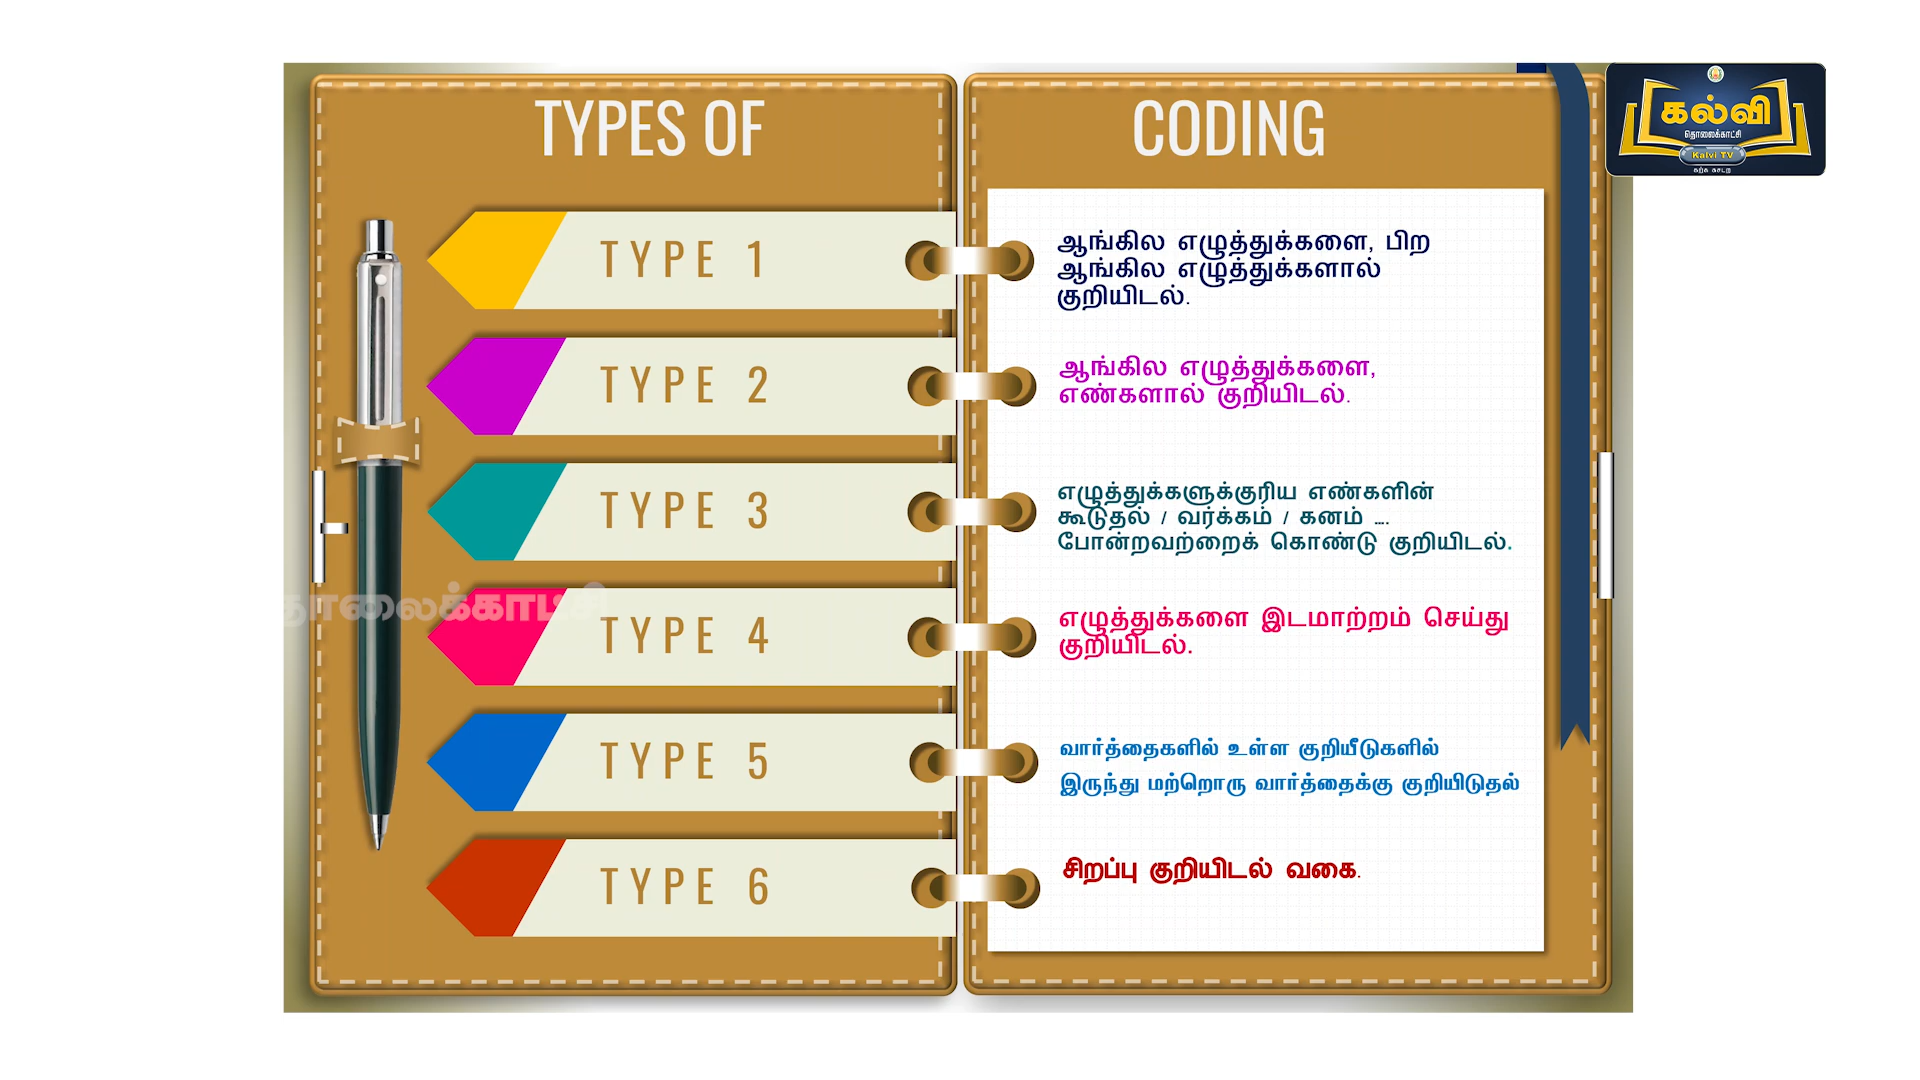 TYPES OF
CODING
கல்வி
தொலைக்காட்சி
Kalvi TV
கற்க கசடற
TYPE 1
ஆங்கில எழுத்துக்களை, பிற
ஆங்கில எழுத்துக்களால்
குறியிடல்.
TYPE 2
ஆங்கில எழுத்துக்களை,
எண்களால் குறியிடல்.
TYPE 3
எழுத்துக்களுக்குரிய எண்களின்
கூடுதல் / வர்க்கம் / கனம் ....
போன்றவற்றைக் கொண்டு குறியிடல்.
TYPE 4
எழுத்துக்களை இடமாற்றம் செய்து
குறியிடல்.
TYPE 5
வார்த்தைகளில் உள்ள குறியீடுகளில்
இருந்து மற்றொரு வார்த்தைக்கு குறியிடுதல்
TYPE 6
சிறப்பு குறியிடல் வகை.